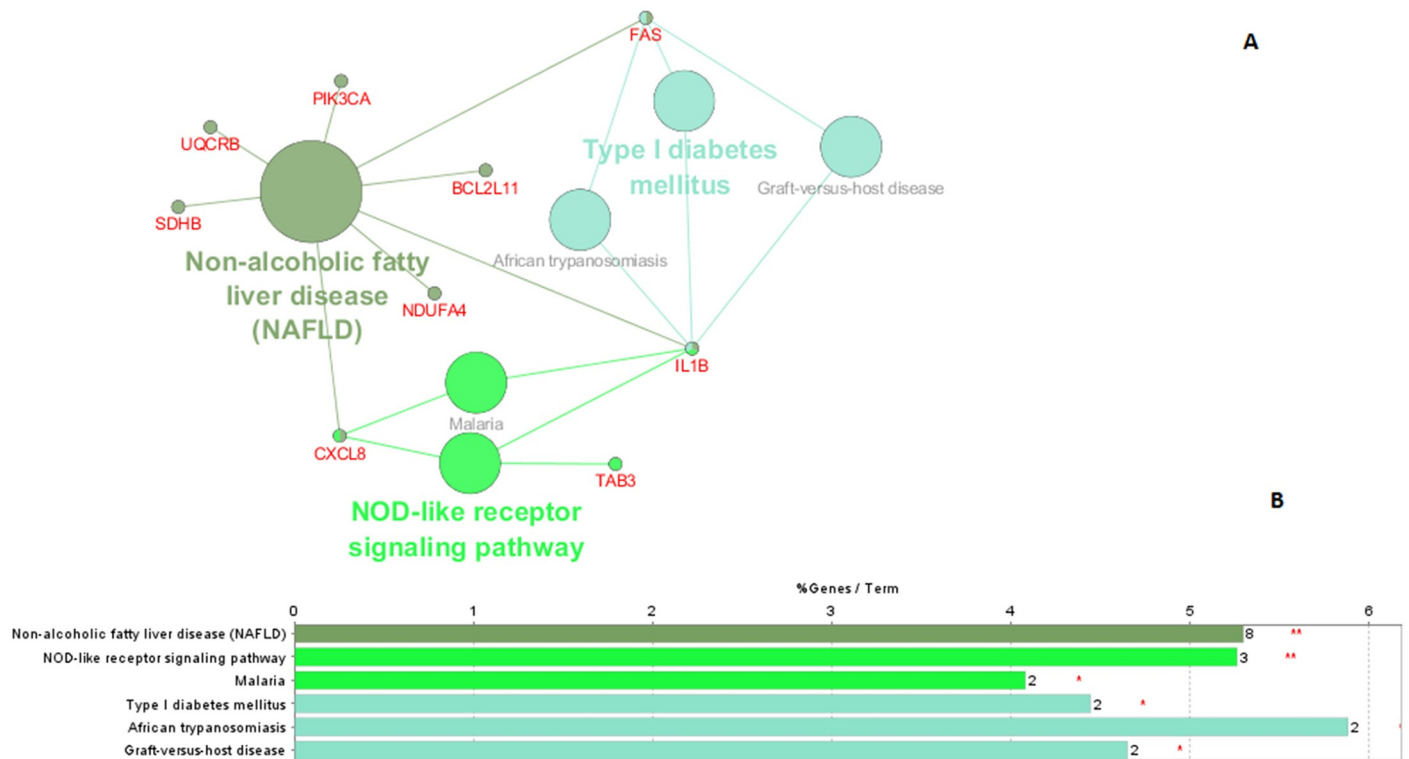 A
FAS
PIK3CA
UQCRB
Type I diabetes
mellitus
BCL2L11
Graft-versus-host disease
SDHB
Non-alcoholic fatty
liver disease
(NAFLD)
African trypanosomiasis
NDUFA4
IL1B
Malaria
CXCL8
TAB3
NOD-like receptor
signaling pathway
B
%Genes / Term
0 1 2 3 4 5 6
Non-alcoholic fatty liver disease (NAFLD) 8 **
NOD-like receptor signaling pathway 3 **
Malaria 2 *
Type I diabetes mellitus 2 *
African trypanosomiasis 2
Graft-versus-host disease 2 *